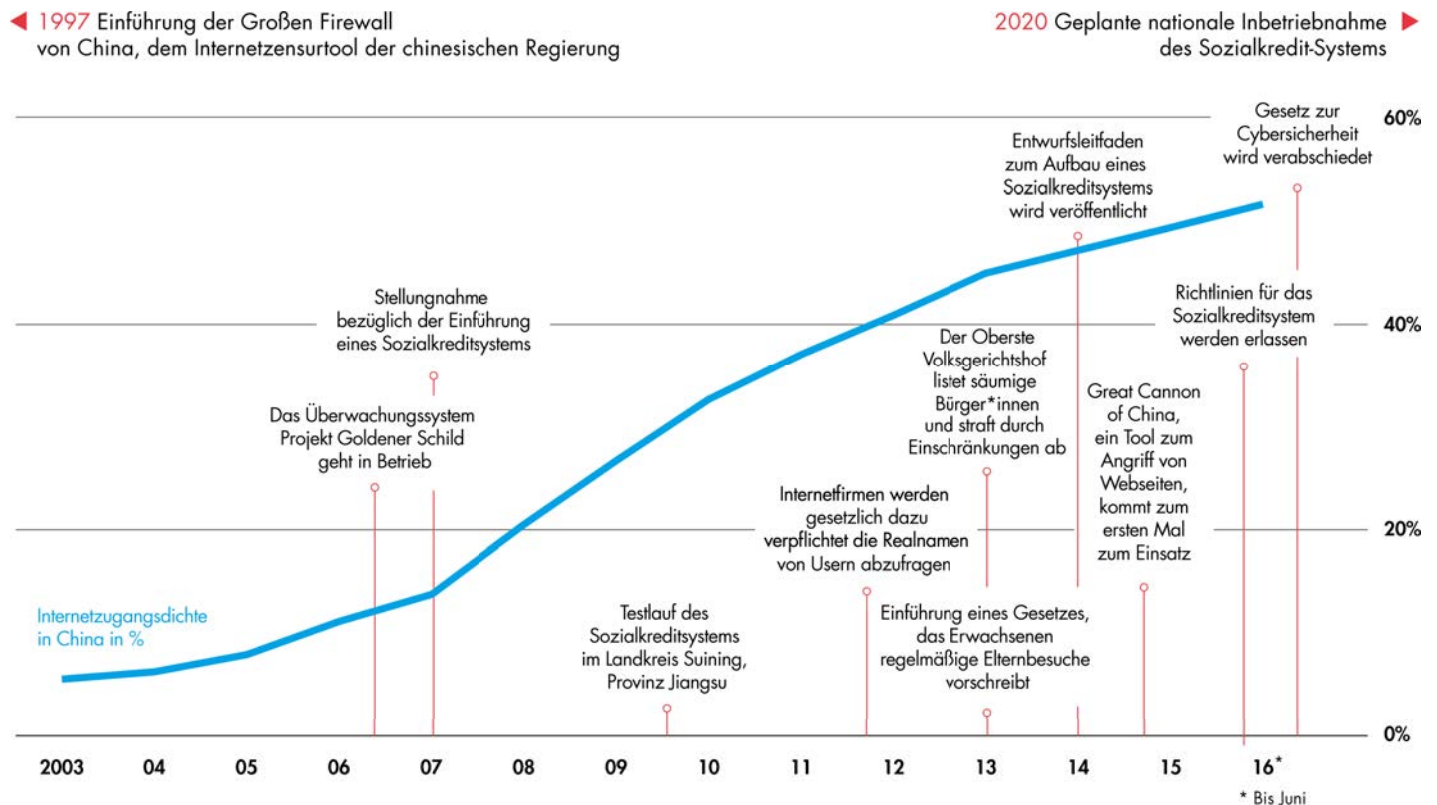 ◀ 1997 Einführung der Großen Firewall
von China, dem Internetzensurtool der chinesischen Regierung
2020 Geplante nationale Inbetriebnahme ▶
des Sozialkredit-Systems
60%
Gesetz zur
Cybersicherheit
wird verabschiedet
Entwurfsleitfaden
zum Aufbau eines
Sozialkreditsystems
wird veröffentlicht
Stellungnahme
bezüglich der Einführung
eines Sozialkreditsystems
Richtlinien für das
Sozialkreditsystem
werden erlassen
40%
Der Oberste
Volksgerichtshof
listet säumige
Bürger*innen
und straft durch
Einschränkungen ab
Great Cannon
of China,
ein Tool zum
Angriff von
Webseiten,
kommt zum
ersten Mal
zum Einsatz
Das Überwachungssystem
Projekt Goldener Schild
geht in Betrieb
Internetfirmen werden
gesetzlich dazu
verpflichtet die Realnamen
von Usern abzufragen
20%
Internetzugangsdichte
in China in %
Testlauf des
Sozialkreditsystems
im Landkreis Suining,
Provinz Jiangsu
Einführung eines Gesetzes,
das Erwachsenen
regelmäßige Elternbesuche
vorschreibt
0%
2003 04 05 06 07 08 09 10 11 12 13 14 15 16*
* Bis Juni